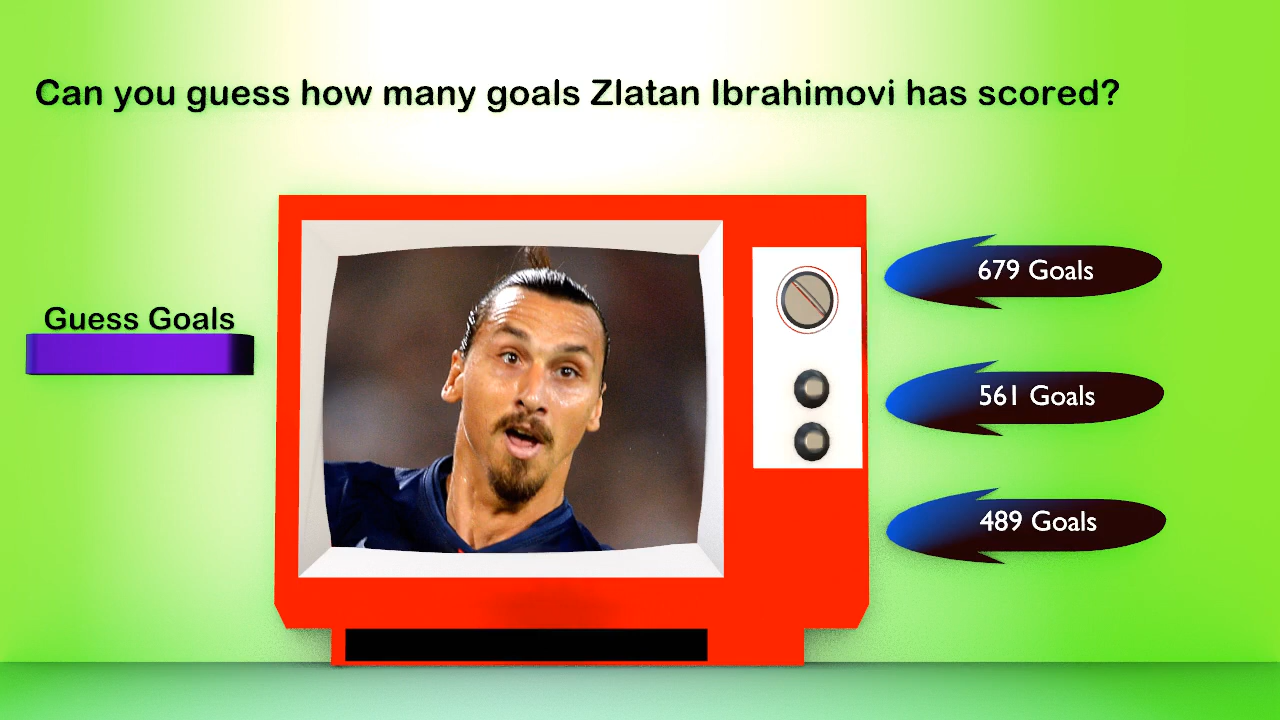 Can you guess how many goals Zlatan Ibrahimovi has scored?
Guess Goals
679 Goals
561 Goals
489 Goals